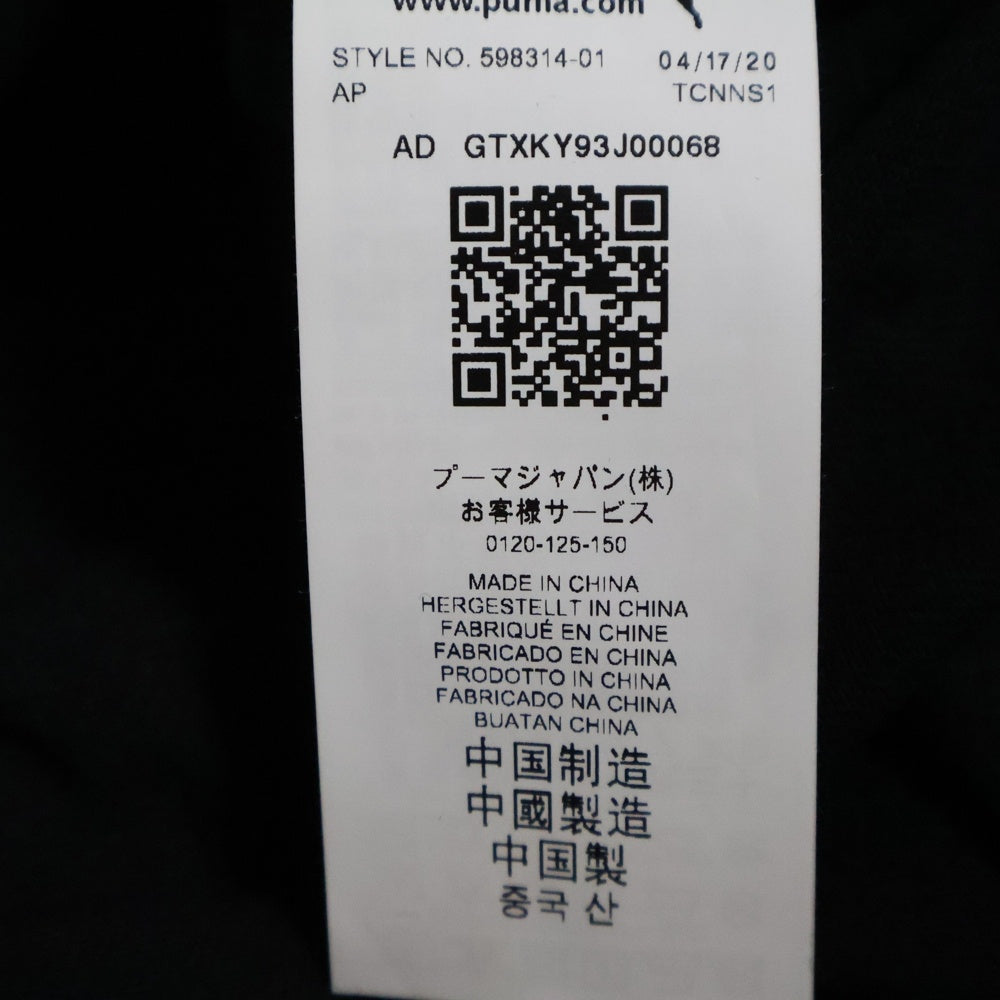 www.puma.com
STYLE NO. 598314-01 04/17/20
AP TCNNS1
AD GTXKY93J00068
プーマジャパン(株)
お客様サービス
0120-125-150
MADE IN CHINA
HERGESTELLT IN CHINA
FABRIQUÉ EN CHINE
FABRICADO EN CHINA
PRODOTTO IN CHINA
FABRICADO NA CHINA
BUATAN CHINA
中国制造
中國製造
中国製
중국산